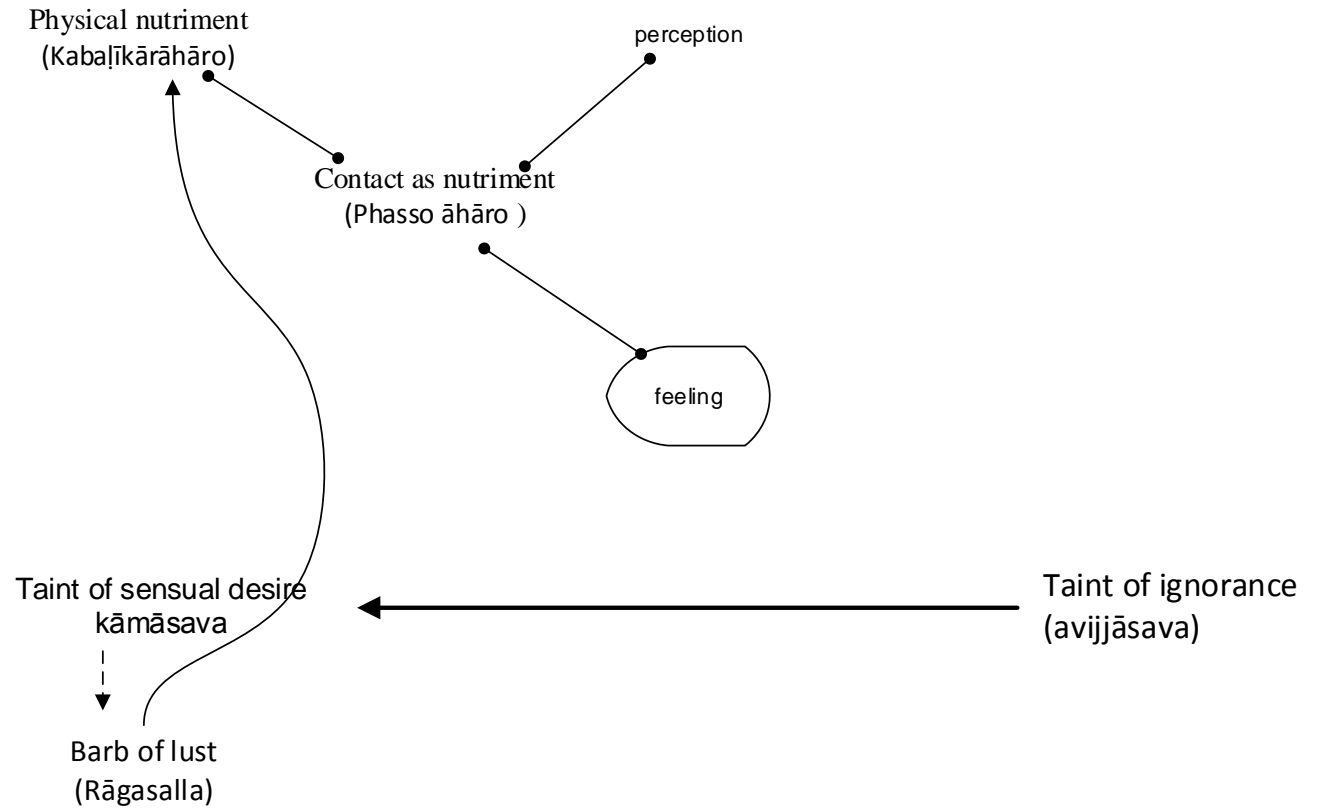 Physical nutriment
(Kabaḷīkārāhāro)
perception
Contact as nutriment
(Phasso āhāro )
feeling
Taint of sensual desire
kāmāsava
Taint of ignorance
(avijjāsava)
Barb of lust
(Rāgasalla)